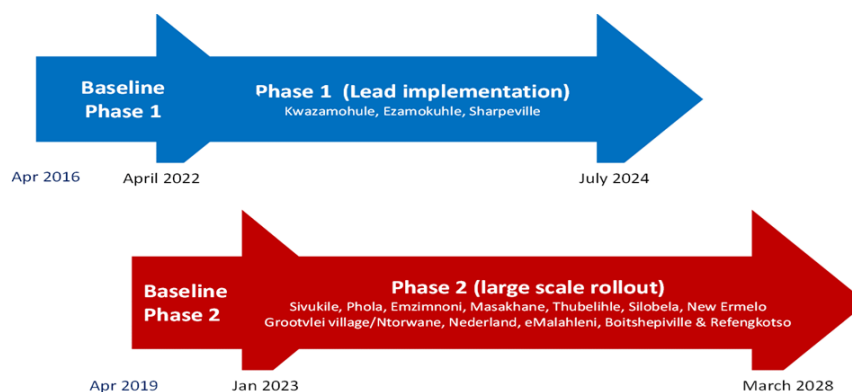 Baseline
Phase 1
Phase 1 (Lead implementation)
Kwazamohule, Ezamokuhle, Sharpeville
Apr 2016
April 2022
July 2024
Baseline
Phase 2
Phase 2 (large scale rollout)
Sivukile, Phola, Emzimnoni, Masakhane, Thubelihle, Silobela, New Ermelo
Grootvlei village/Ntorwane, Nederland, eMalahleni, Boitshepiville & Refengkotso
Apr 2019
Jan 2023
March 2028